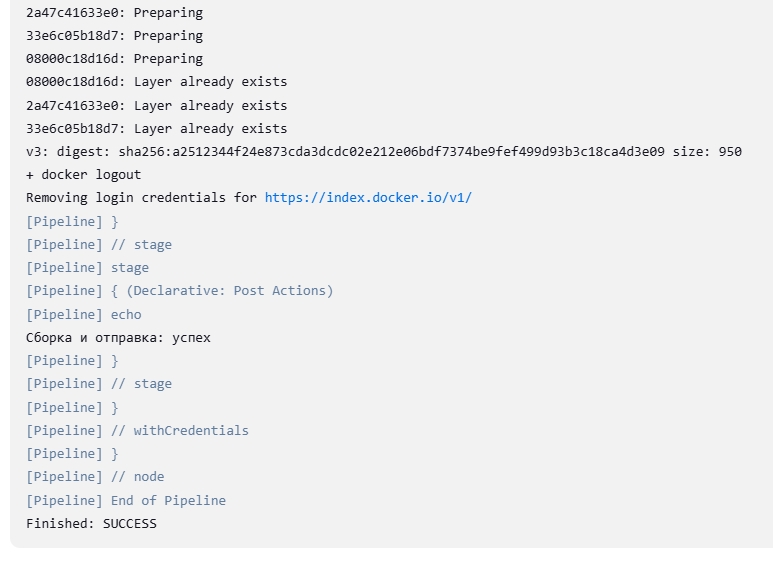 2a47c41633e0: Preparing
33e6c05b18d7: Preparing
08000c18d16d: Preparing
08000c18d16d: Layer already exists
2a47c41633e0: Layer already exists
33e6c05b18d7: Layer already exists
v3: digest: sha256:a2512344f24e873cda3dcdc02e212e06bdf7374be9fef499d93b3c18ca4d3e09 size: 950
+ docker logout
Removing login credentials for https://index.docker.io/v1/
[Pipeline] }
[Pipeline] // stage
[Pipeline] stage
[Pipeline] { (Declarative: Post Actions)
[Pipeline] echo
Сборка и отправка: успех
[Pipeline] }
[Pipeline] // stage
[Pipeline] }
[Pipeline] // withCredentials
[Pipeline] }
[Pipeline] // node
[Pipeline] End of Pipeline
Finished: SUCCESS